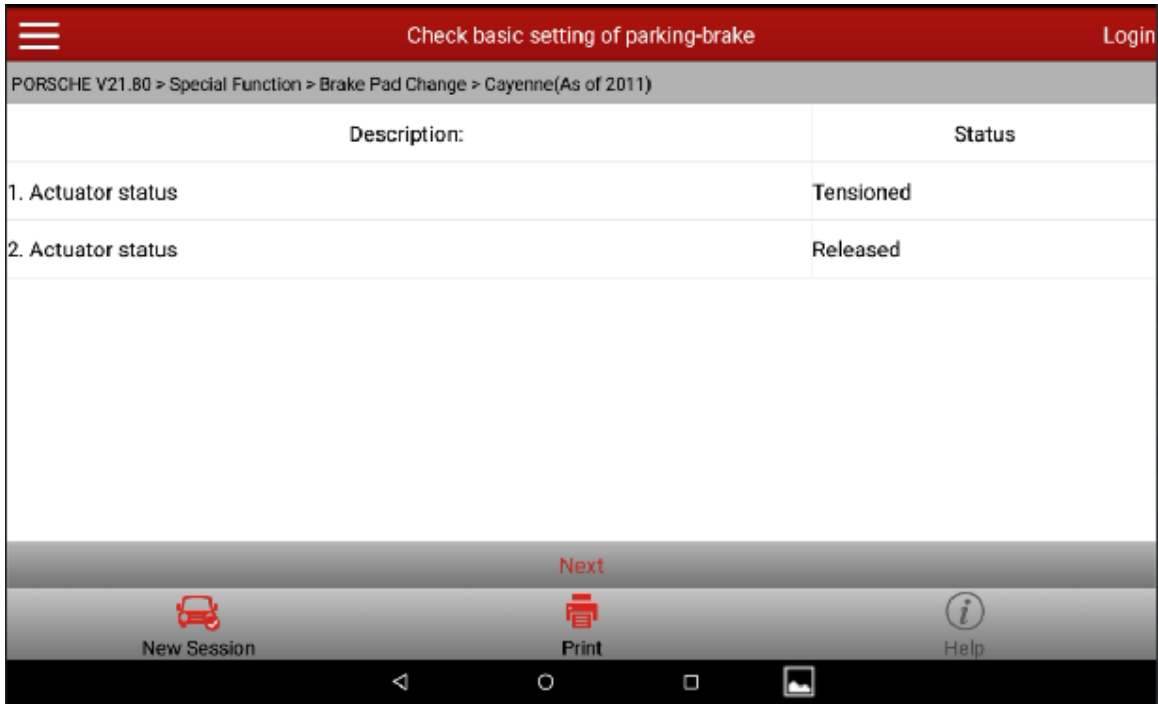 Check basic setting of parking-brake
Login
PORSCHE V21.80 > Special Function > Brake Pad Change > Cayenne(As of 2011)
Description: Status
1. Actuator status Tensioned
2. Actuator status Released
Next
New Session Print Help